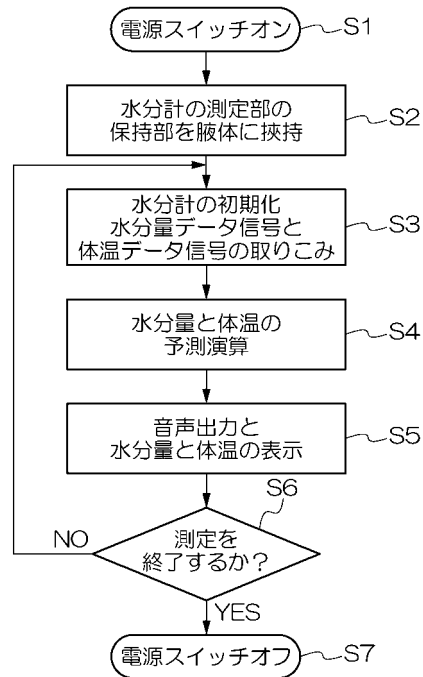 電源スイッチオン
S1
水分計の測定部の
保持部を腋体に挾持
S2
水分計の初期化
水分量データ信号と
体温データ信号の取りこみ
S3
水分量と体温の
予測演算
S4
音声出力と
水分量と体温の表示
S5
S6
測定を
終了するか?
NO
YES
電源スイッチオフ
S7